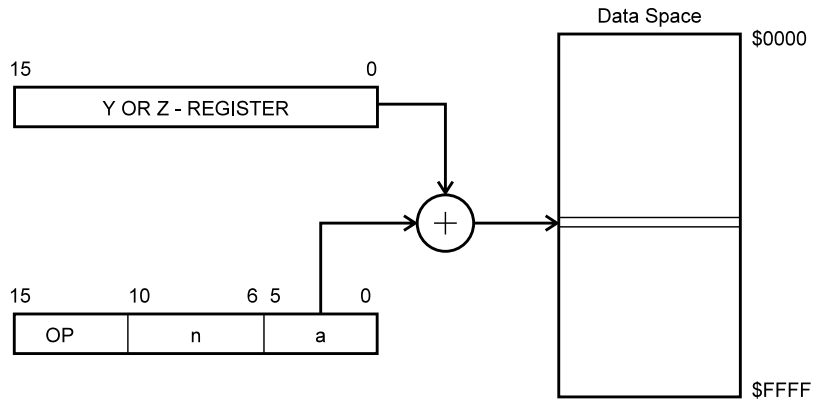 Data Space
$0000
15 0
Y OR Z - REGISTER
+
15 10 6 5 0
OP n a
$FFFF